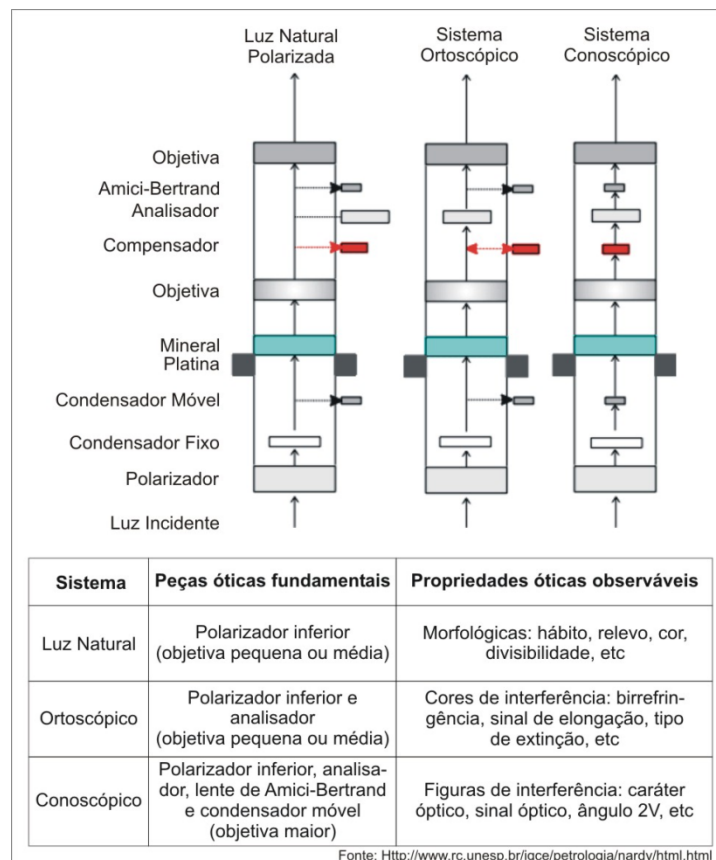 Luz Natural
Polarizada
Sistema
Ortoscópico
Sistema
Conoscópico
Objetiva
Amici-Bertrand
Analisador
Compensador
Objetiva
Mineral
Platina
Condensador Móvel
Condensador Fixo
Polarizador
Luz Incidente
Sistema
Peças óticas fundamentais
Propriedades óticas observáveis
Luz Natural
Polarizador inferior
(objetiva pequena ou média)
Morfológicas: hábito, relevo, cor,
divisibilidade, etc
Ortoscópico
Polarizador inferior e
analisador
(objetiva pequena ou média)
Cores de interferência: birrefrin-
gência, sinal de elongação, tipo
de extinção, etc
Conoscópico
Polarizador inferior, analisa-
dor, lente de Amici-Bertrand
e condensador móvel
(objetiva maior)
Figuras de interferência: caráter
óptico, sinal óptico, ângulo 2V, etc
Fonte: Http://www.rc.unesp.br/igce/petrologia/nardy/html.html